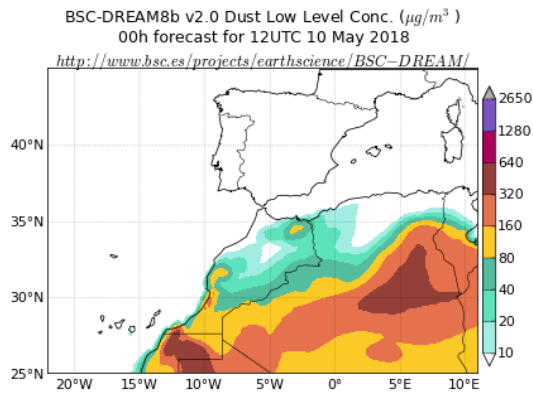 BSC-DREAM8b v2.0 Dust Low Level Conc. (μg/m³ )
00h forecast for 12UTC 10 May 2018
http://www.bsc.es/projects/earthscience/BSC−DREAM/
2650
1280
640
320
160
80
40
20
10
40°N
35°N
30°N
25°N
20°W
15°W
10°W
5°W
0°
5°E
10°E